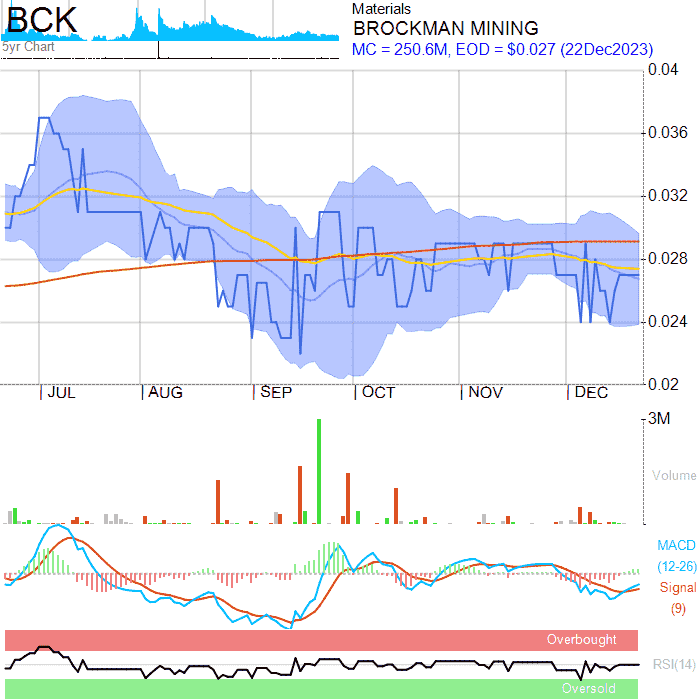 BCK
5yr Chart
Materials
BROCKMAN MINING
MC = 250.6M, EOD = $0.027 (22Dec2023)
0.04
0.036
0.032
0.028
0.024
0.02
JUL AUG SEP OCT NOV DEC
3M
Volume
MACD
(12-26)
Signal
(9)
Overbought
RSI(14)
Oversold